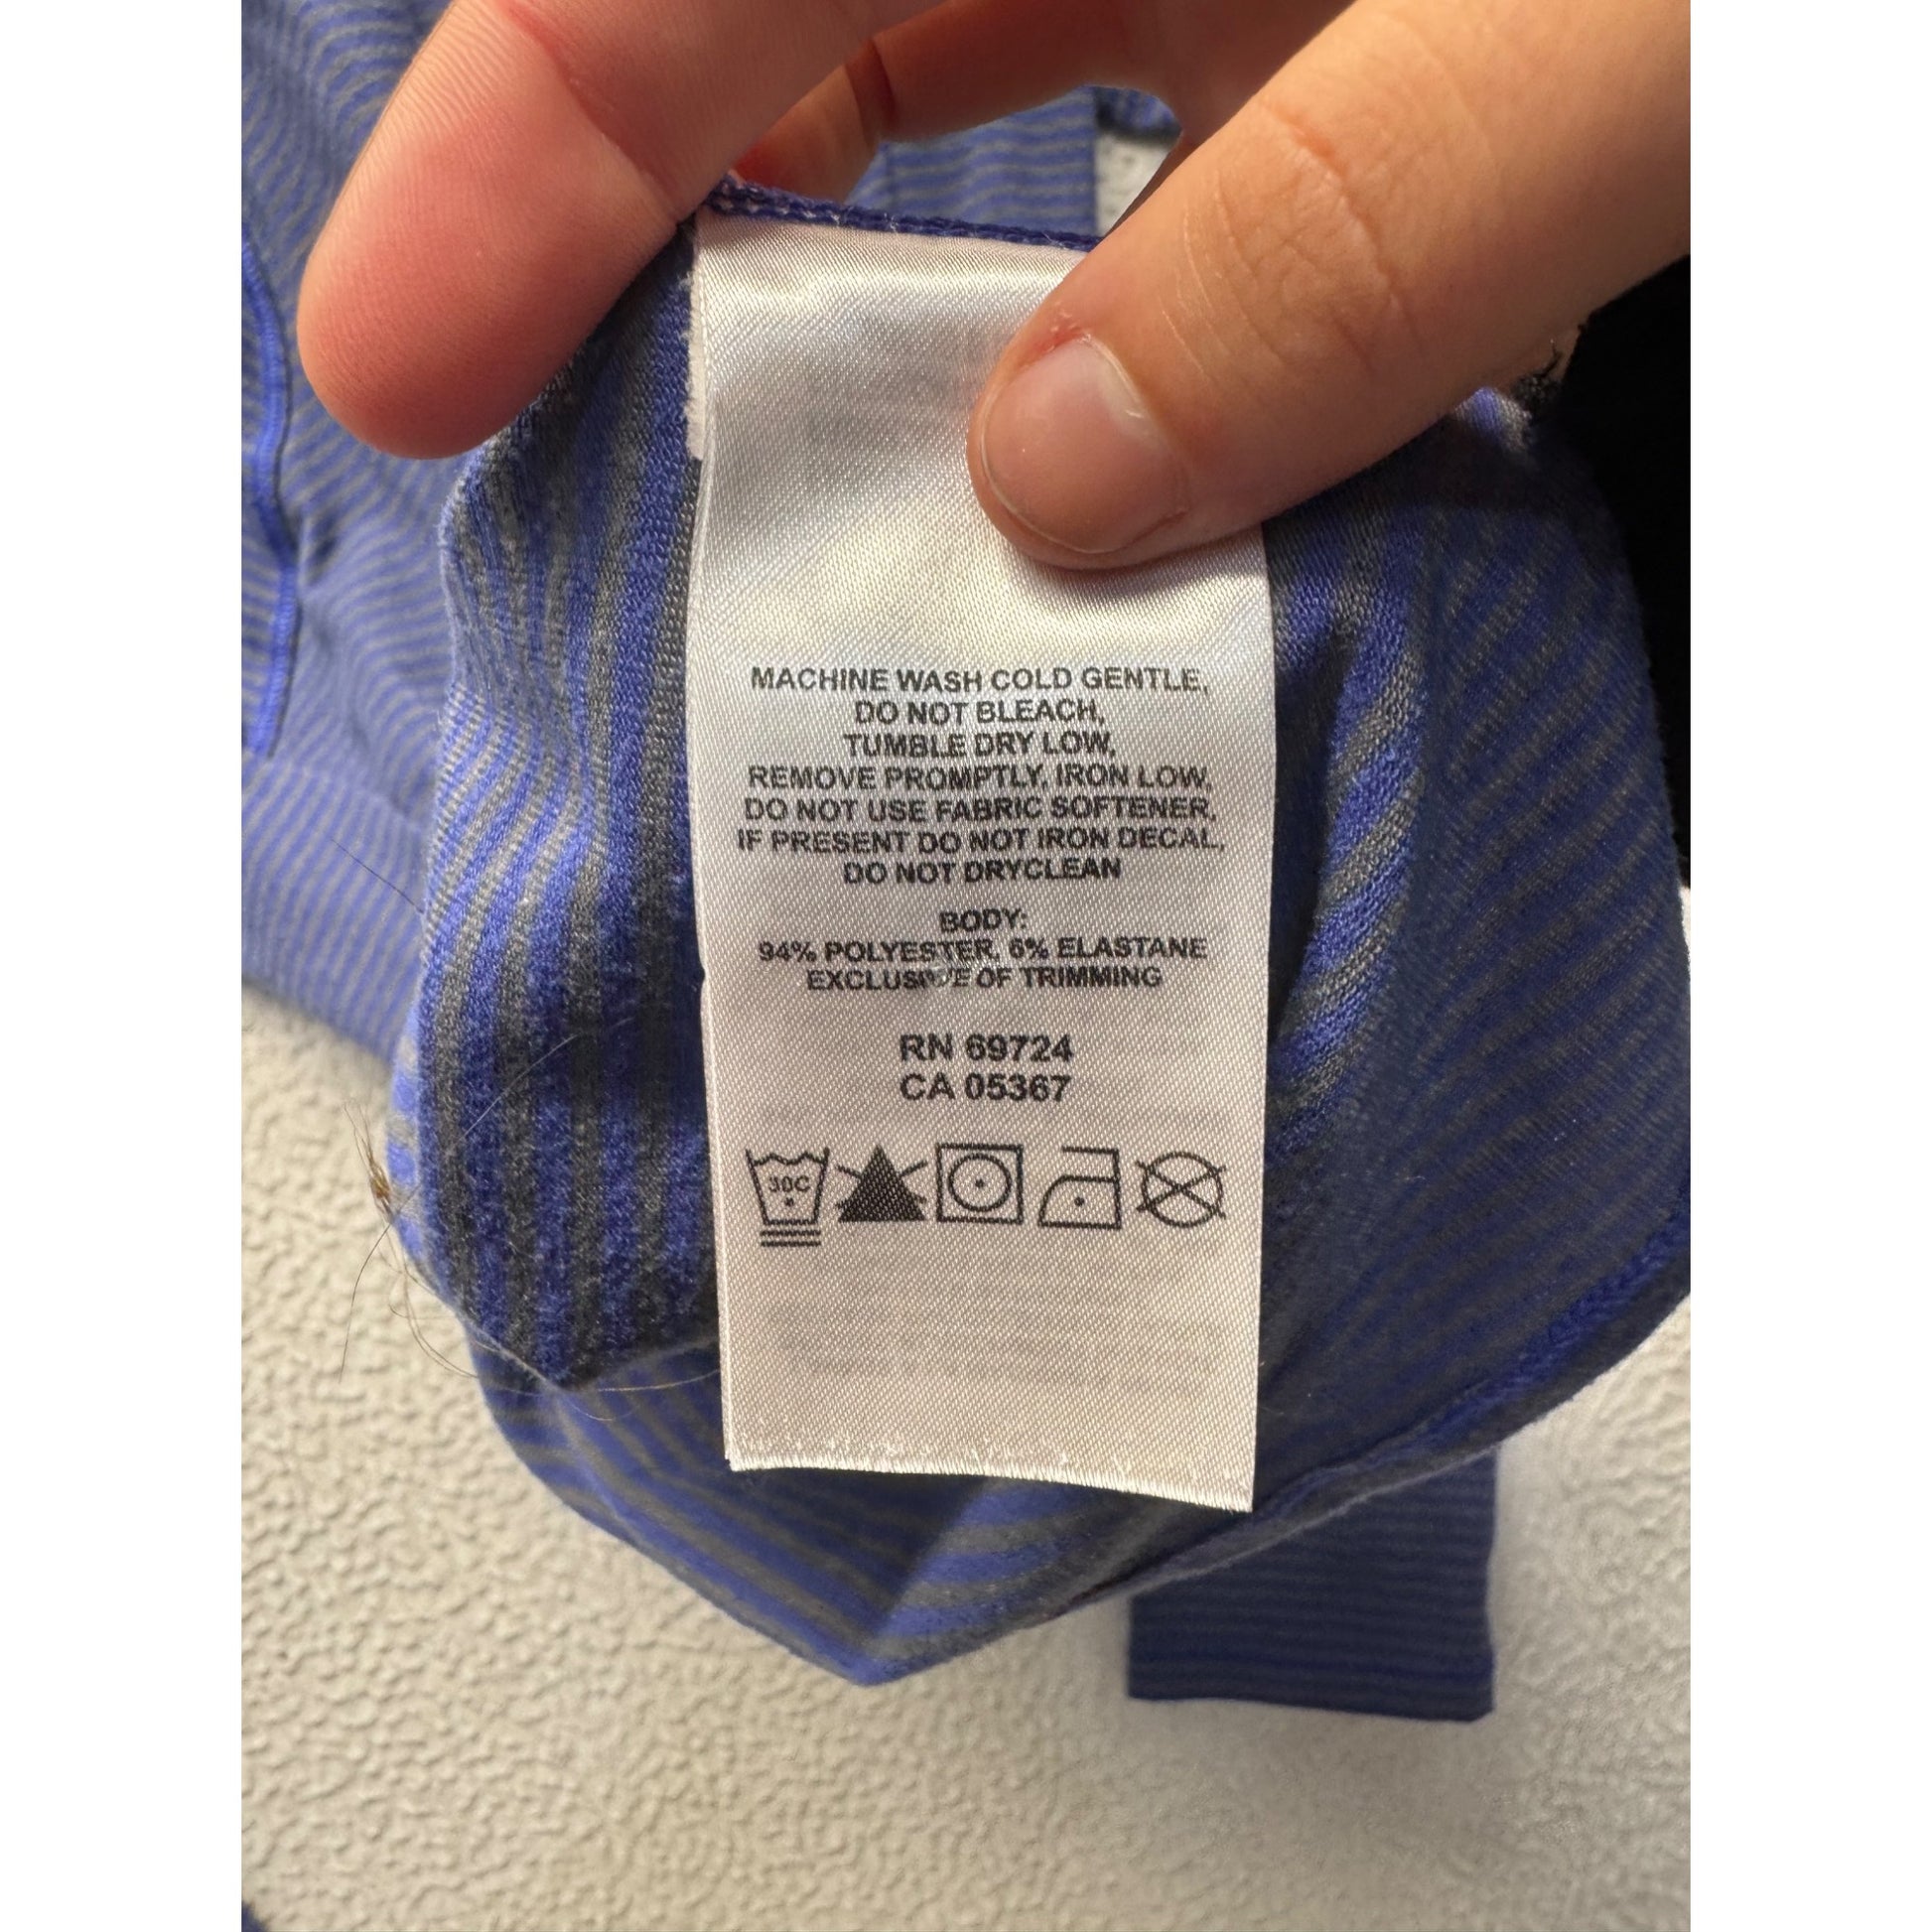 MACHINE WASH COLD GENTLE,
DO NOT BLEACH,
TUMBLE DRY LOW,
REMOVE PROMPTLY, IRON LOW,
DO NOT USE FABRIC SOFTENER,
IF PRESENT DO NOT IRON DECAL,
DO NOT DRYCLEAN
BODY:
94% POLYESTER, 6% ELASTANE
EXCLUSIVE OF TRIMMING
RN 69724
CA 05367
30C